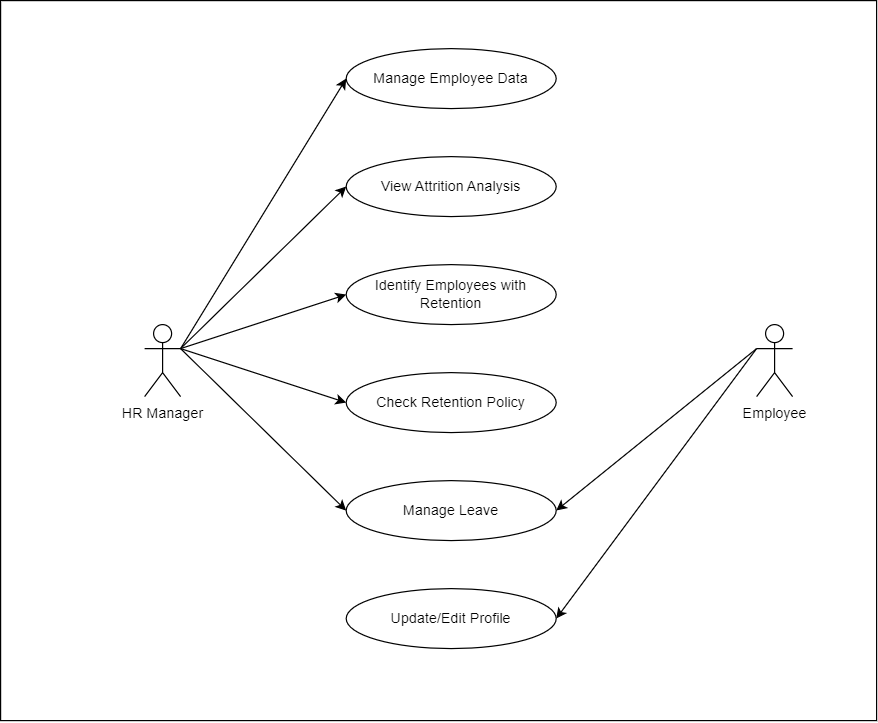 Manage Employee Data
View Attrition Analysis
Identify Employees with
Retention
HR Manager
Check Retention Policy
Employee
Manage Leave
Update/Edit Profile